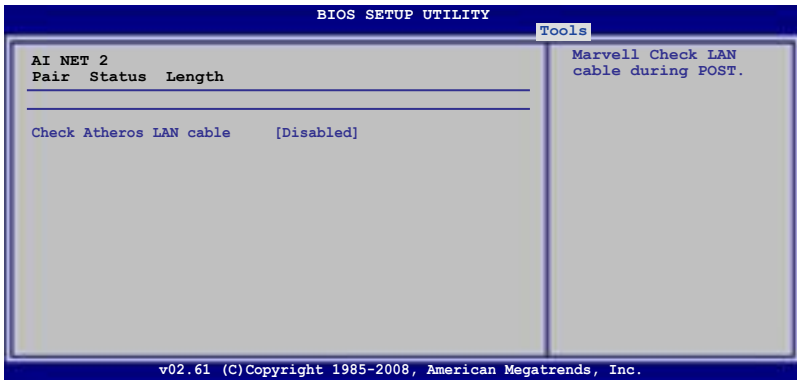 BIOS SETUP UTILITY
Tools
AI NET 2
Pair Status Length
Check Atheros LAN cable [Disabled]
Marvell Check LAN
cable during POST.
v02.61 (C)Copyright 1985-2008, American Megatrends, Inc.